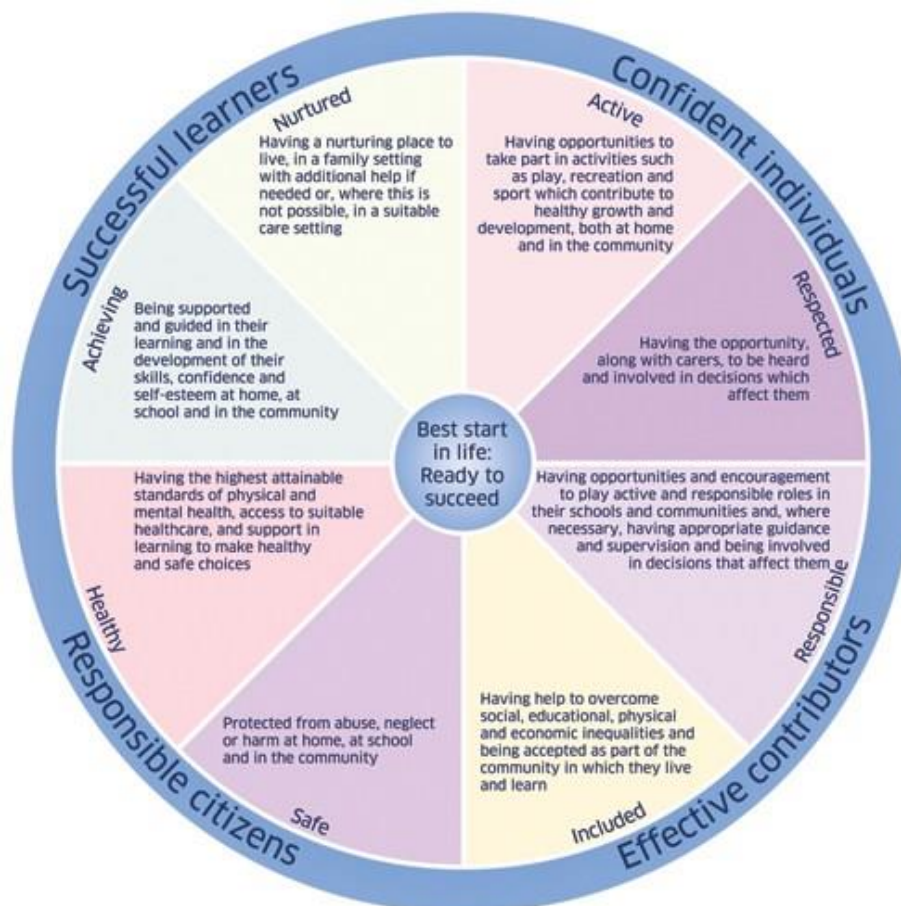 Successful learners
Confident individuals
Nurtured
Having a nurturing place to
live, in a family setting
with additional help if
needed or, where this is
not possible, in a suitable
care setting
Active
Having opportunities to
take part in activities such
as play, recreation and
sport which contribute to
healthy growth and
development, both at home
and in the community
Achieving
Being supported
and guided in their
learning and in the
development of their
skills, confidence and
self-esteem at home, at
school and in the community
Respected
Having the opportunity,
along with carers, to be heard
and involved in decisions which
affect them
Best start
in life:
Ready to
succeed
Healthy
Having the highest attainable
standards of physical and
mental health, access to suitable
healthcare, and support in
learning to make healthy
and safe choices
Having opportunities and encouragement
to play active and responsible roles in
their schools and communities and, where
necessary, having appropriate guidance
and supervision and being involved
in decisions that affect them
Responsible
Protected from abuse, neglect
or harm at home, at school
and in the community
Safe
Having help to overcome
social, educational, physical
and economic inequalities and
being accepted as part of the
community in which they live
and learn
Included
Responsible citizens
Effective contributors